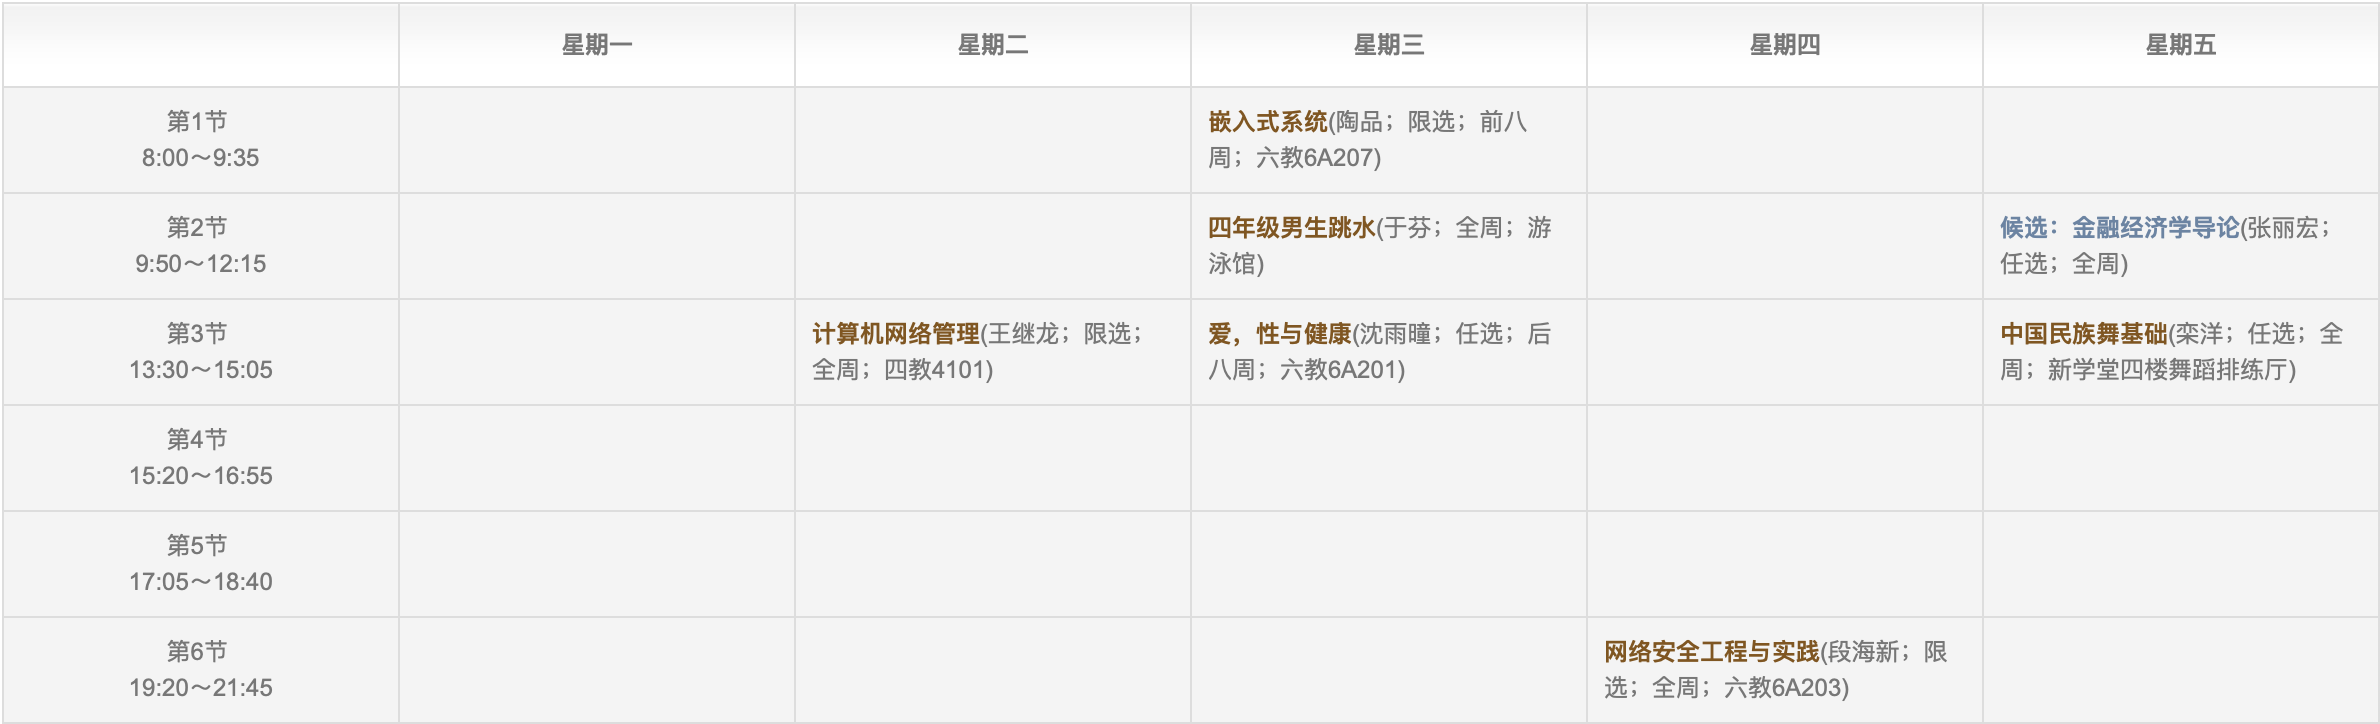 星期一
星期二
星期三
星期四
星期五
第1节
8:00～9:35
嵌入式系统(陶品；限选；前八
周；六教6A207)
第2节
9:50～12:15
四年级男生跳水(于芬；全周；游
泳馆)
候选：金融经济学导论(张丽宏；
任选；全周)
第3节
13:30～15:05
计算机网络管理(王继龙；限选；
全周；四教4101)
爱，性与健康(沈雨曈；任选；后
八周；六教6A201)
中国民族舞基础(栾洋；任选；全
周；新学堂四楼舞蹈排练厅)
第4节
15:20～16:55
第5节
17:05～18:40
第6节
19:20～21:45
网络安全工程与实践(段海新；限
选；全周；六教6A203)